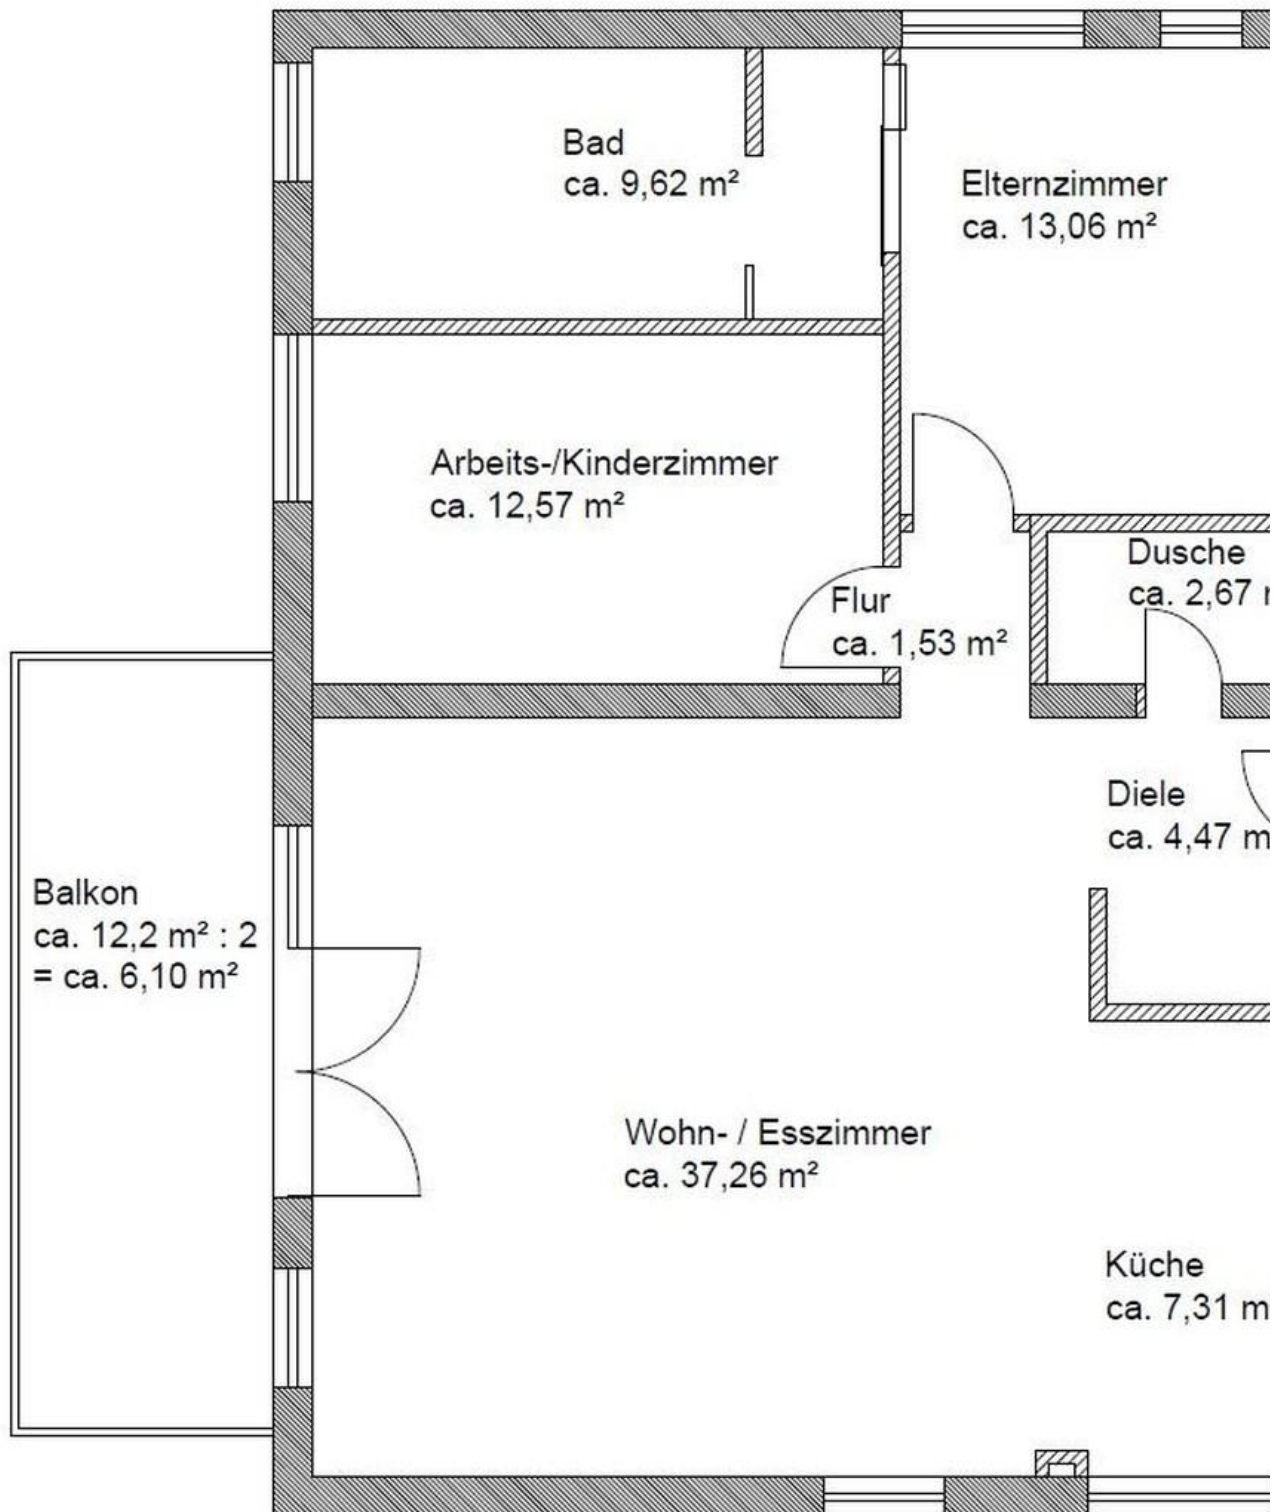 Bad
ca. 9,62 m²
Elternzimmer
ca. 13,06 m²
Arbeits-/Kinderzimmer
ca. 12,57 m²
Dusche
ca. 2,67
Flur
ca. 1,53 m²
Diele
ca. 4,47 m
Balkon
ca. 12,2 m² : 2
= ca. 6,10 m²
Wohn- / Esszimmer
ca. 37,26 m²
Küche
ca. 7,31 m